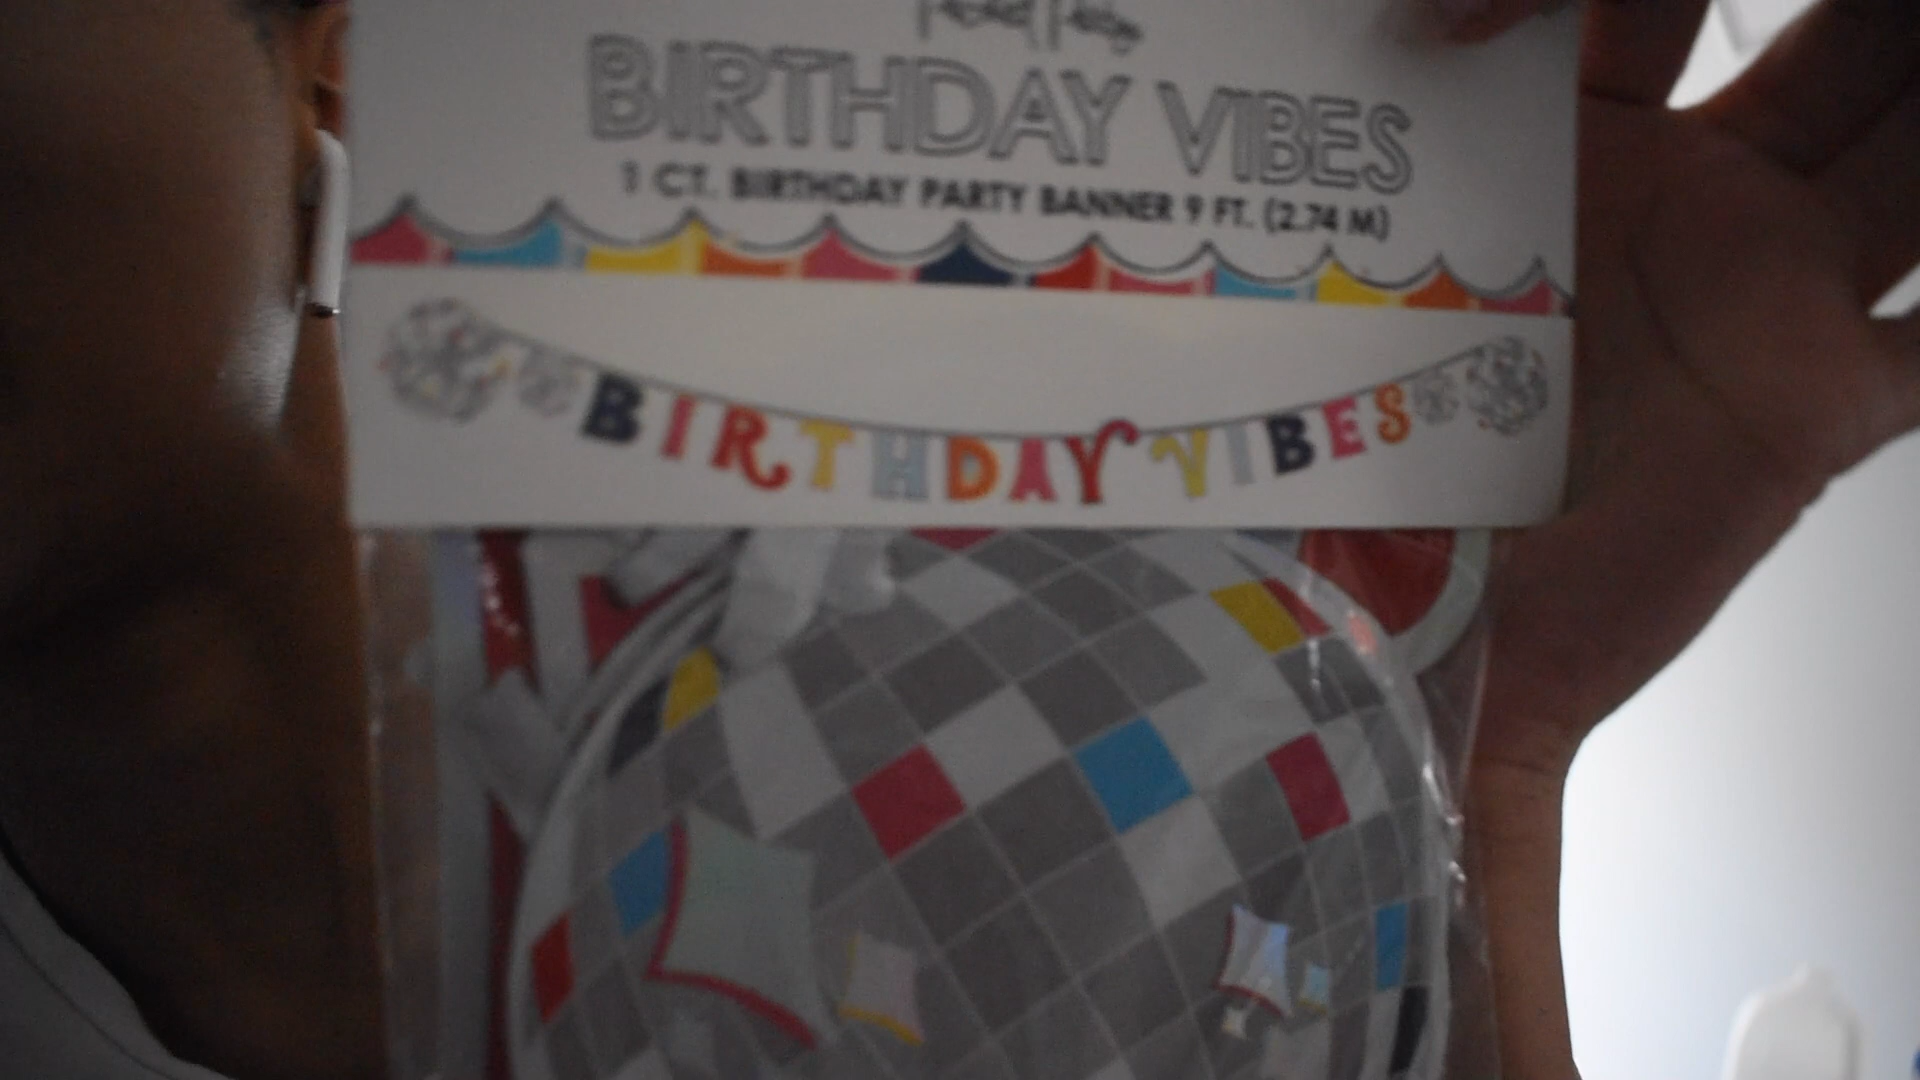 BIRTHDAY VIBES
1 CT. BIRTHDAY PARTY BANNER 9 FT. (2.74 M)
BIRTHDAY VIBES